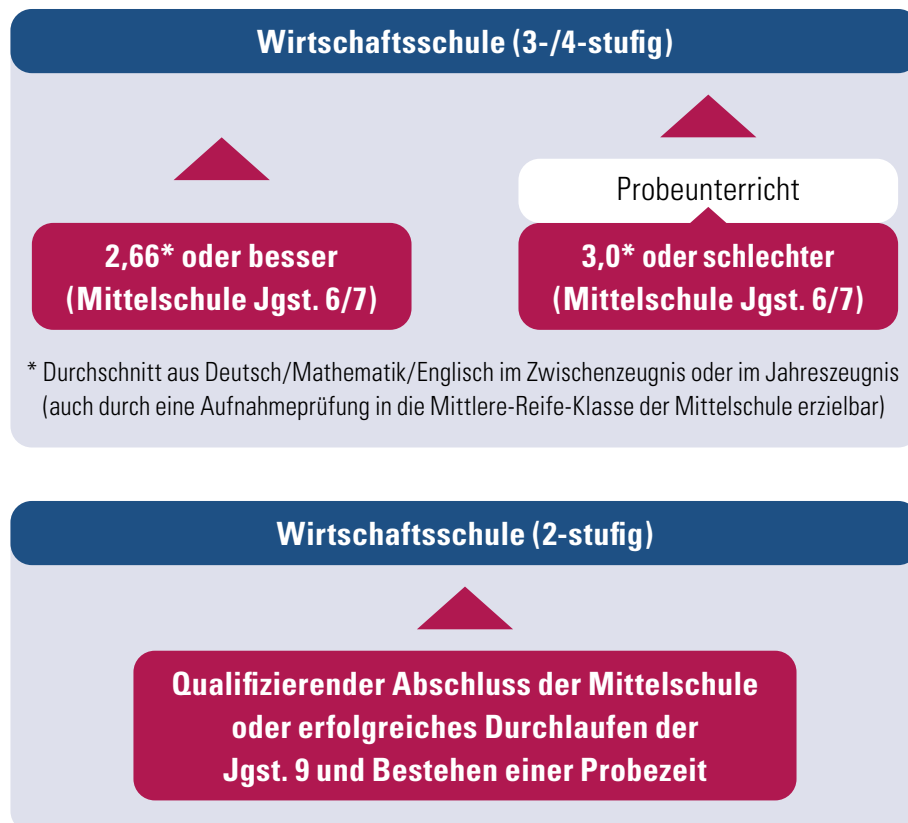 Wirtschaftsschule (3-/4-stufig)
Probeunterricht
2,66* oder besser
(Mittelschule Jgst. 6/7)
3,0* oder schlechter
(Mittelschule Jgst. 6/7)
* Durchschnitt aus Deutsch/Mathematik/Englisch im Zwischenzeugnis oder im Jahreszeugnis
(auch durch eine Aufnahmeprüfung in die Mittlere-Reife-Klasse der Mittelschule erzielbar)
Wirtschaftsschule (2-stufig)
Qualifizierender Abschluss der Mittelschule
oder erfolgreiches Durchlaufen der
Jgst. 9 und Bestehen einer Probezeit